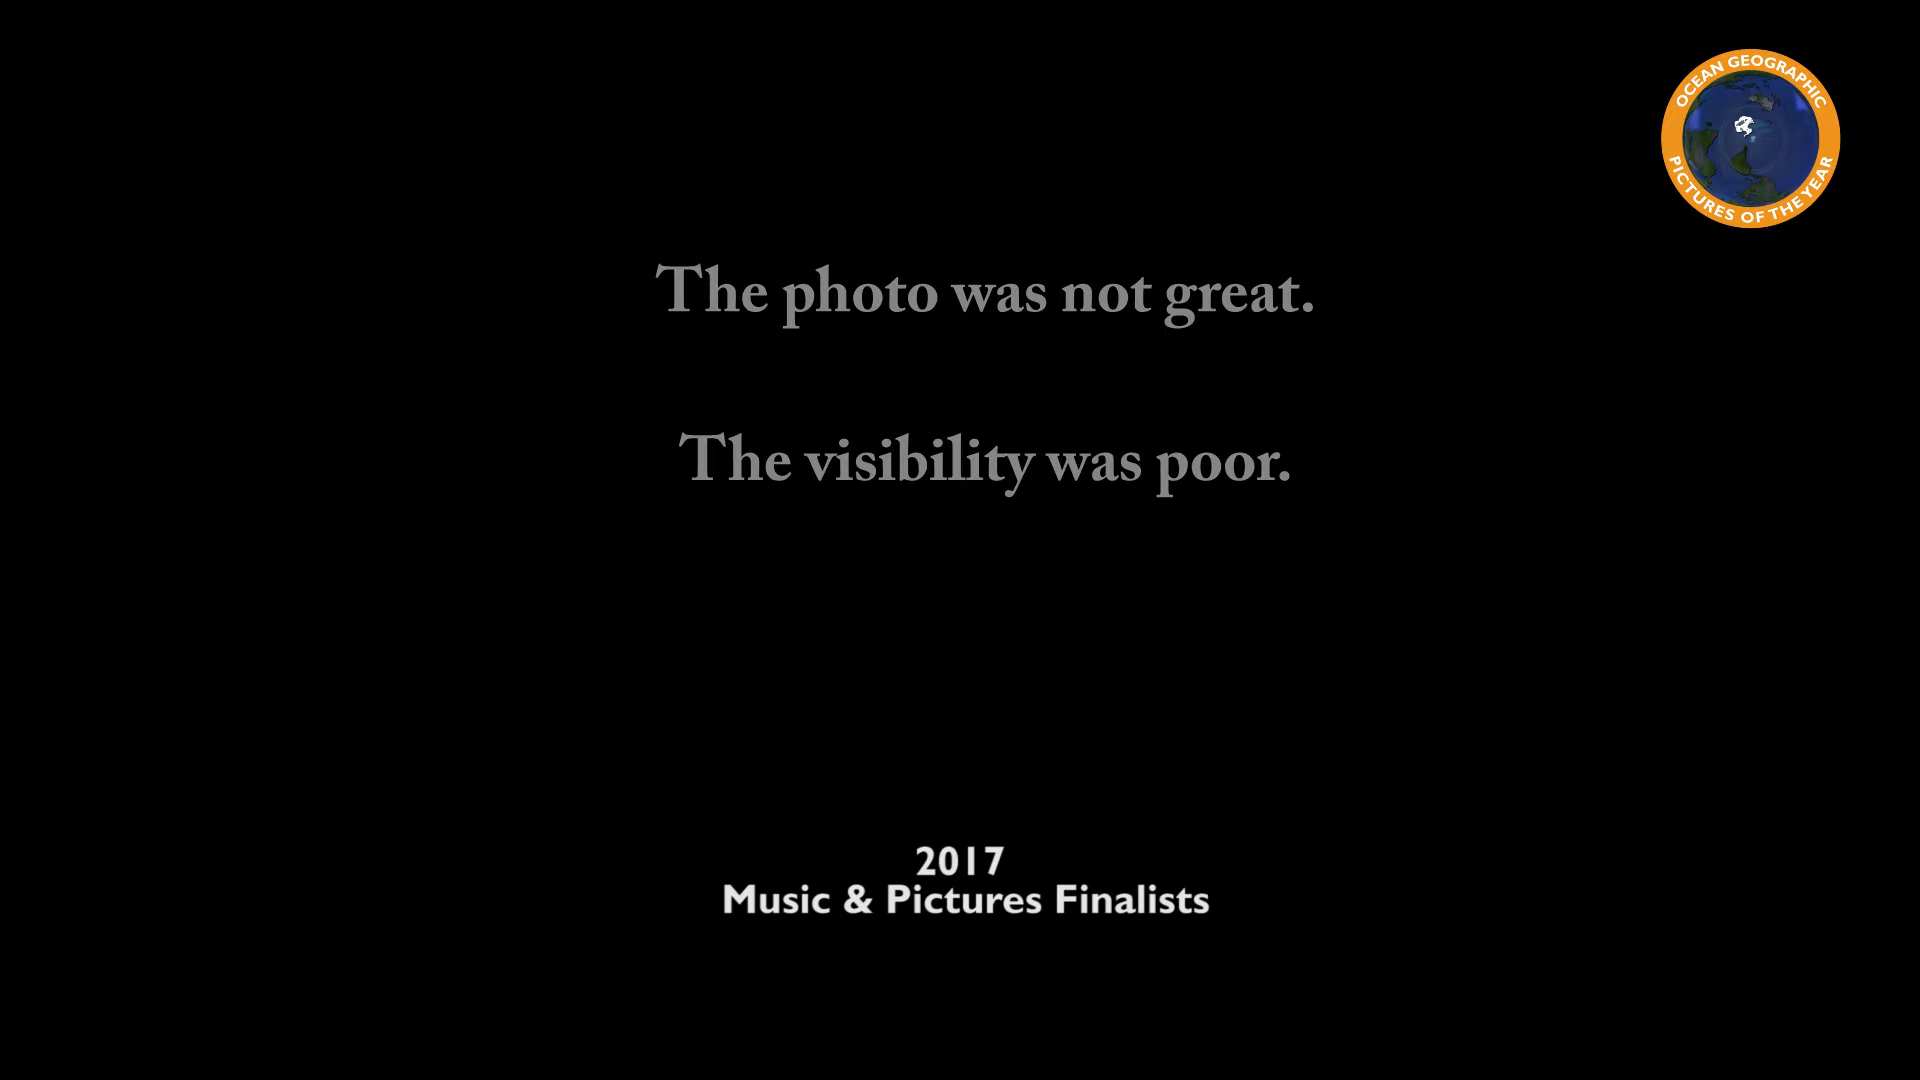 OCEAN GEOGRAPHIC
PICTURES OF THE YEAR
The photo was not great.
The visibility was poor.
2017
Music & Pictures Finalists